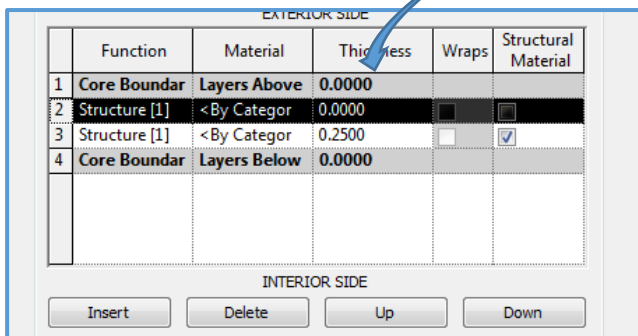 EXTERIOR SIDE
Function Material Thickness Wraps Structural Material
1 Core Boundar Layers Above 0.0000
2 Structure [1] <By Categor 0.0000
3 Structure [1] <By Categor 0.2500
4 Core Boundar Layers Below 0.0000
INTERIOR SIDE
Insert Delete Up Down